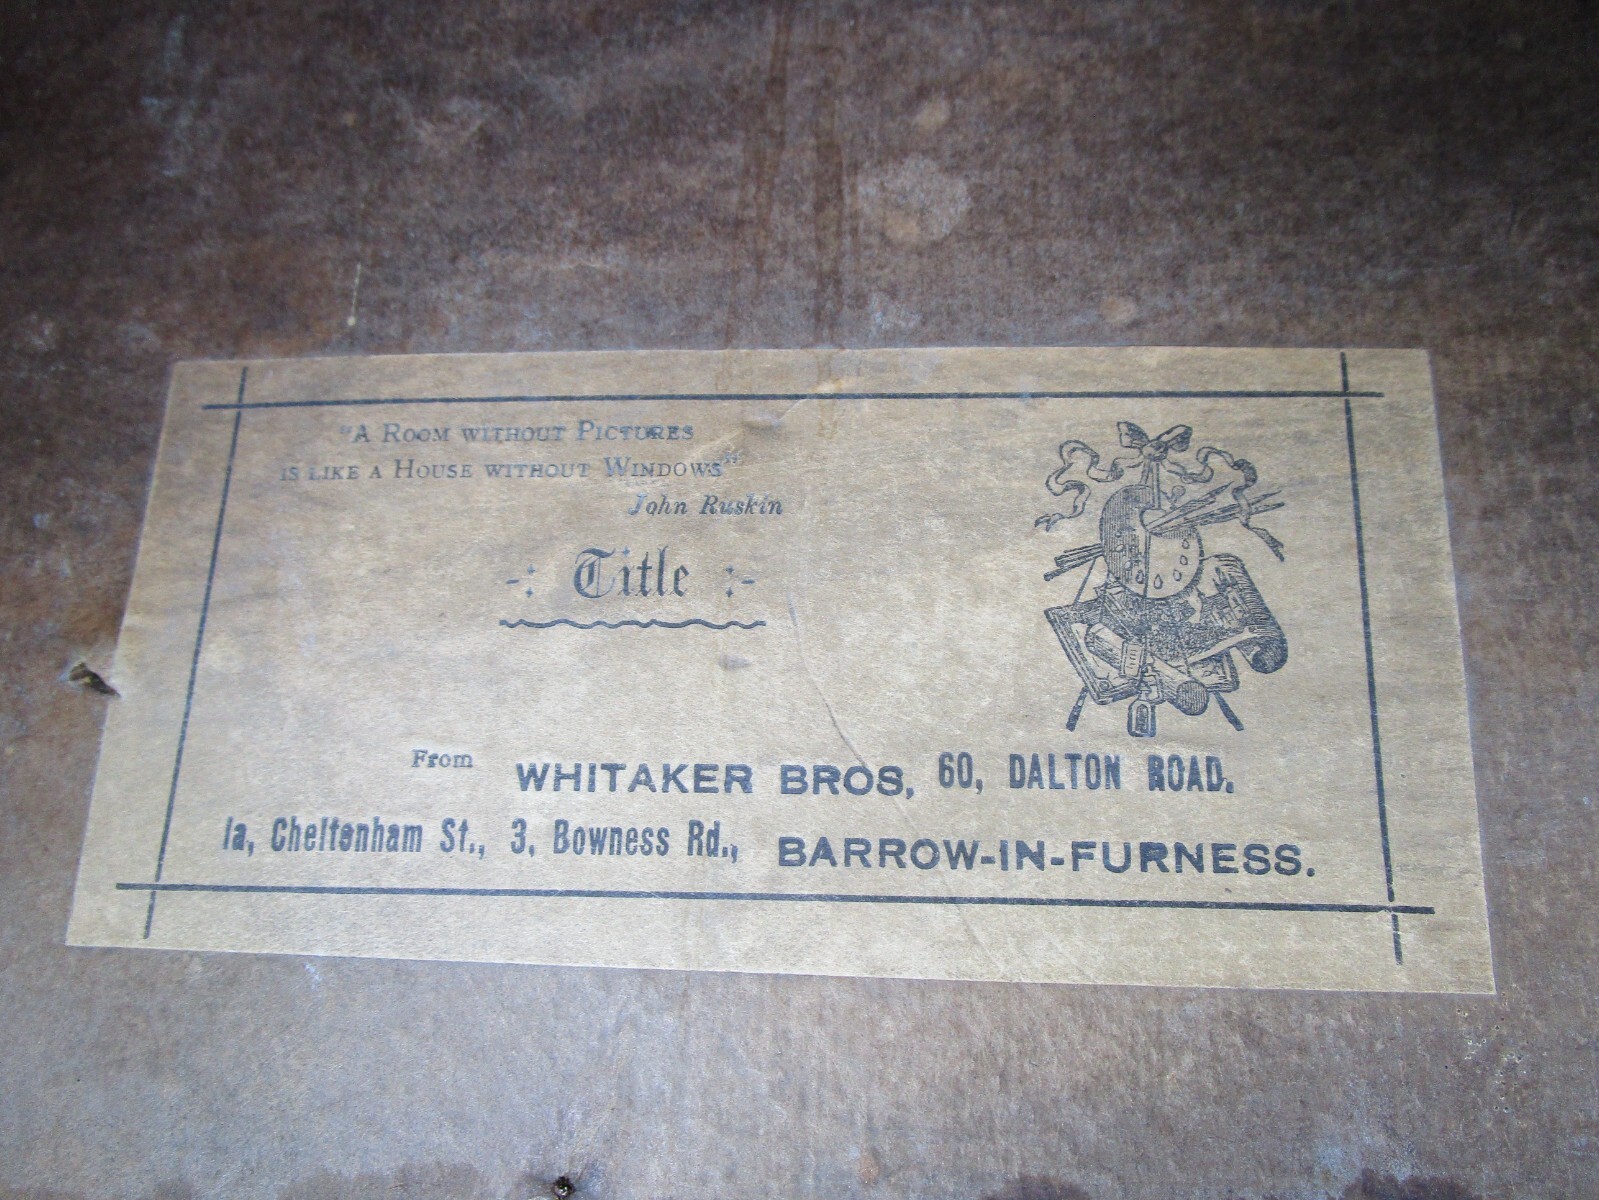 "A ROOM WITHOUT PICTURES
IS LIKE A HOUSE WITHOUT WINDOWS"
John Ruskin
-: Title :-
From WHITAKER BROS, 60, DALTON ROAD.
1a, Cheltenham St., 3, Bowness Rd., BARROW-IN-FURNESS.